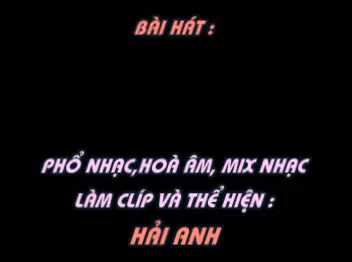 BÀI HÁT :
PHỔ NHẠC,HOÀ ÂM, MIX NHẠC
LÀM CLÍP VÀ THỂ HIỆN :
HẢI ANH